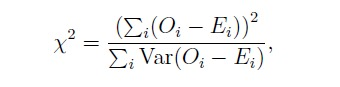 χ² = (∑ᵢ(Oᵢ − Eᵢ))² / ∑ᵢ Var(Oᵢ − Eᵢ),